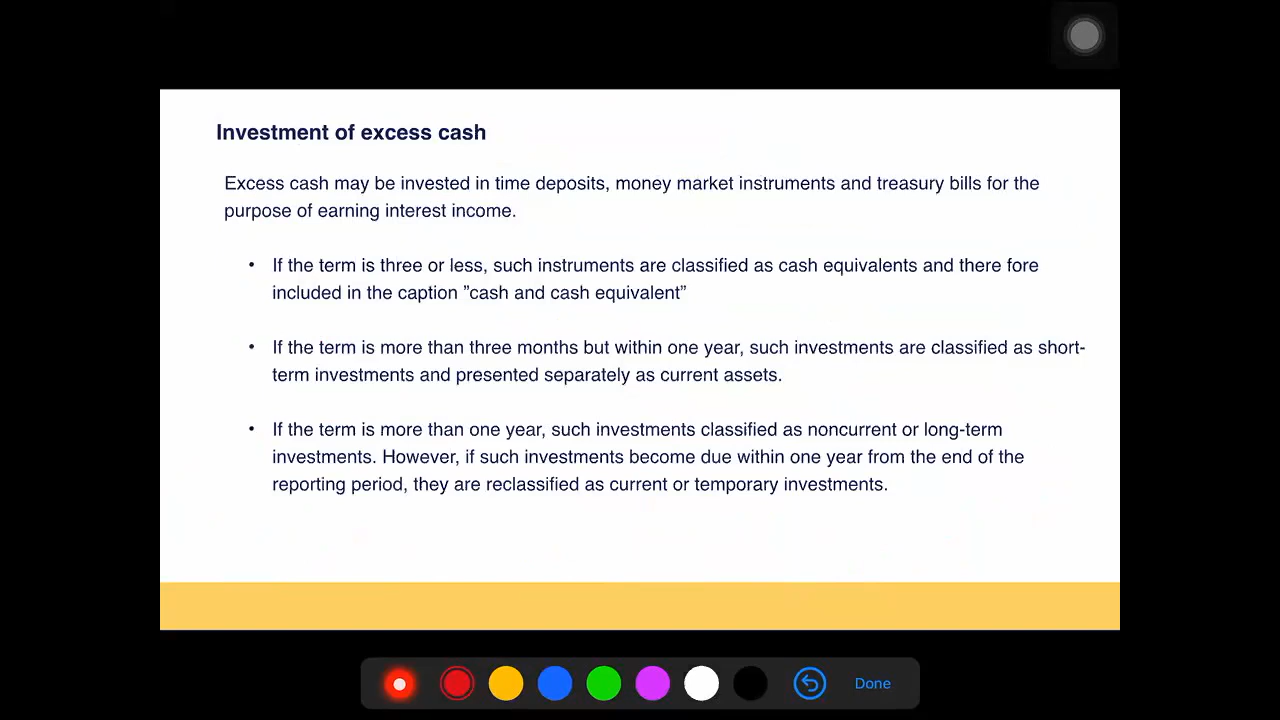 Investment of excess cash
Excess cash may be invested in time deposits, money market instruments and treasury bills for the
purpose of earning interest income.
• If the term is three or less, such instruments are classified as cash equivalents and there fore
included in the caption ”cash and cash equivalent”
• If the term is more than three months but within one year, such investments are classified as short-
term investments and presented separately as current assets.
• If the term is more than one year, such investments classified as noncurrent or long-term
investments. However, if such investments become due within one year from the end of the
reporting period, they are reclassified as current or temporary investments.
Done